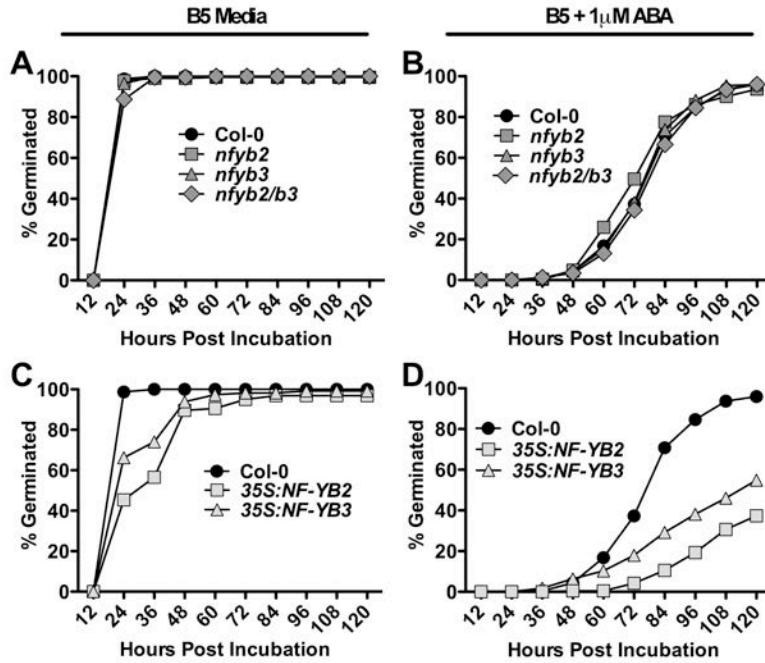 B5 Media
B5 + 1μM ABA
A
% Germinated
100
80
60
40
20
0
Col-0
nfyb2
nfyb3
nfyb2/b3
12 24 36 48 60 72 84 96 108 120
Hours Post Incubation
B
% Germinated
100
80
60
40
20
0
Col-0
nfyb2
nfyb3
nfyb2/b3
12 24 36 48 60 72 84 96 108 120
Hours Post Incubation
C
% Germinated
100
80
60
40
20
0
Col-0
35S:NF-YB2
35S:NF-YB3
12 24 36 48 60 72 84 96 108 120
Hours Post Incubation
D
% Germinated
100
80
60
40
20
0
Col-0
35S:NF-YB2
35S:NF-YB3
12 24 36 48 60 72 84 96 108 120
Hours Post Incubation